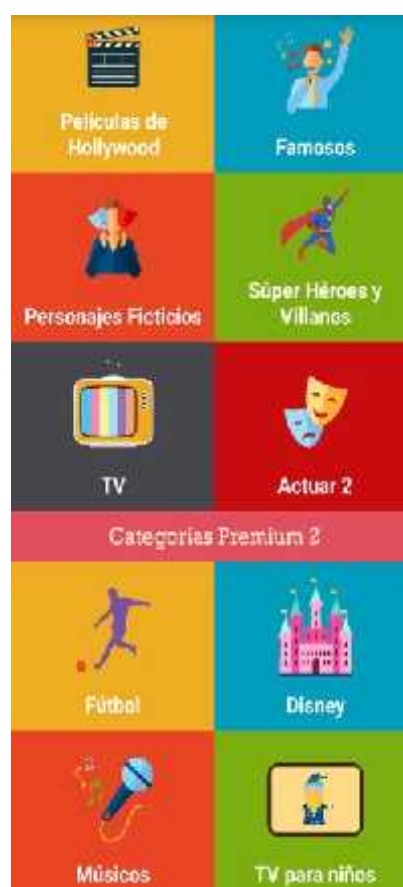 Películas de
Hollywood
Famosos
Personajes Ficticios
Súper Héroes y
Villanos
TV
Actuar 2
Categorías Premium 2
Fútbol
Disney
Músicos
TV para niños